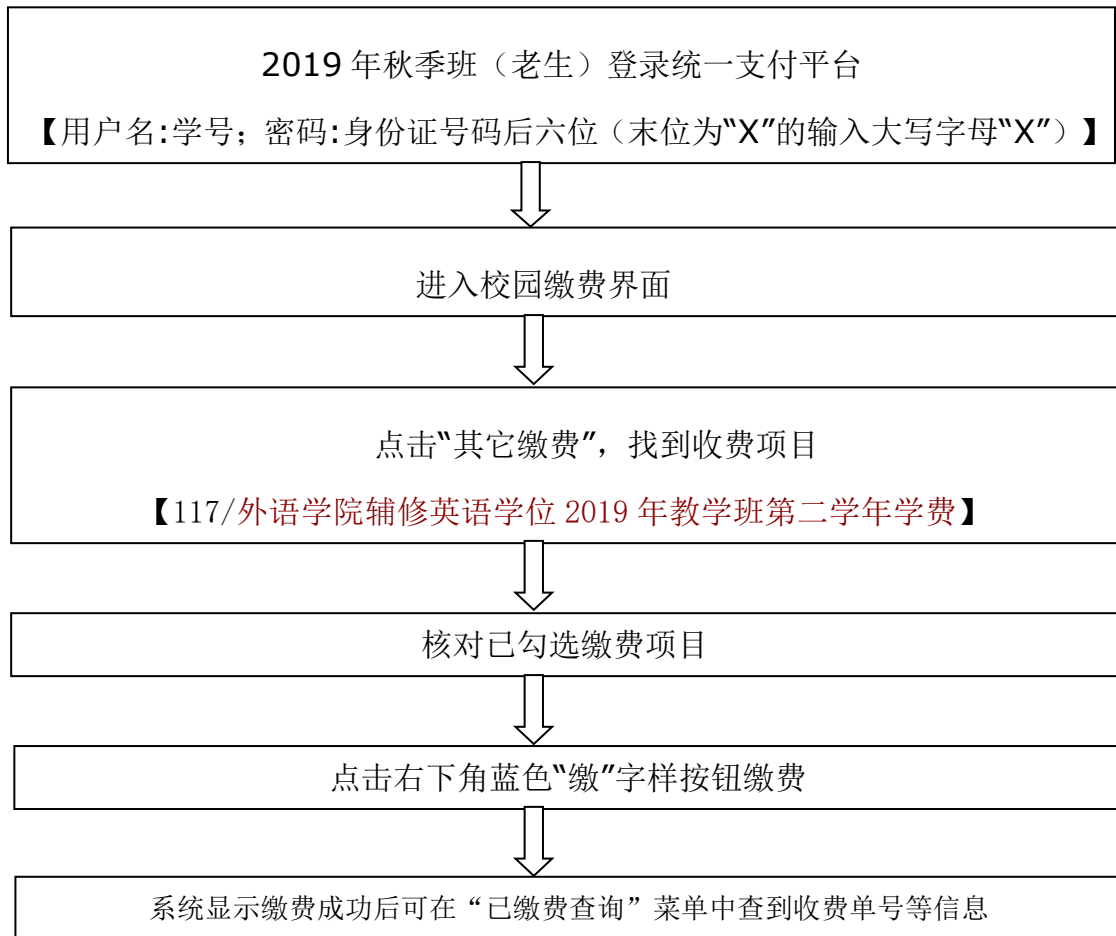 2019 年秋季班（老生）登录统一支付平台
【用户名:学号；密码:身份证号码后六位（末位为"X"的输入大写字母"X"）】
进入校园缴费界面
点击"其它缴费"，找到收费项目
【117/外语学院辅修英语学位 2019 年教学班第二学年学费】
核对已勾选缴费项目
点击右下角蓝色"缴"字样按钮缴费
系统显示缴费成功后可在“已缴费查询”菜单中查到收费单号等信息